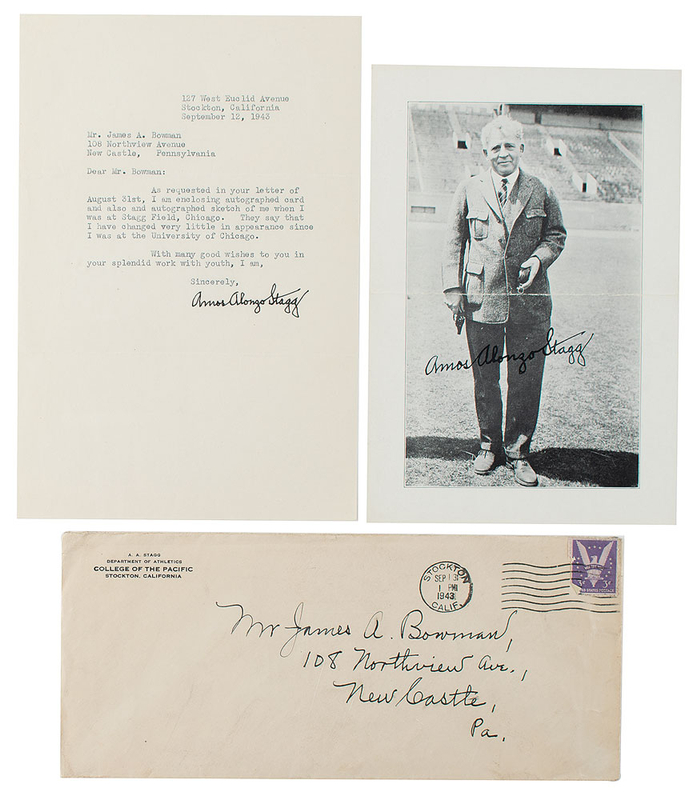 127 West Euclid Avenue
Stockton, California
September 12, 1943
Mr. James A. Bowman
108 Northview Avenue
New Castle, Pennsylvania
Dear Mr. Bowman:
As requested in your letter of
August 31st, I am enclosing autographed card
and also and autographed sketch of me when I
was at Stagg Field, Chicago. They say that
I have changed very little in appearance since
I was at the University of Chicago.
With many good wishes to you in
your splendid work with youth, I am,
Sincerely,
Amos Alonzo Stagg
Amos Alonzo Stagg
A. A. STAGG
DEPARTMENT OF ATHLETICS
COLLEGE OF THE PACIFIC
STOCKTON, CALIFORNIA
STOCKTON
SEP 13
1 PM
1943
CALIF.
3¢
Mr James A. Bowman,
108 Northview Ave.,
New Castle,
Pa.